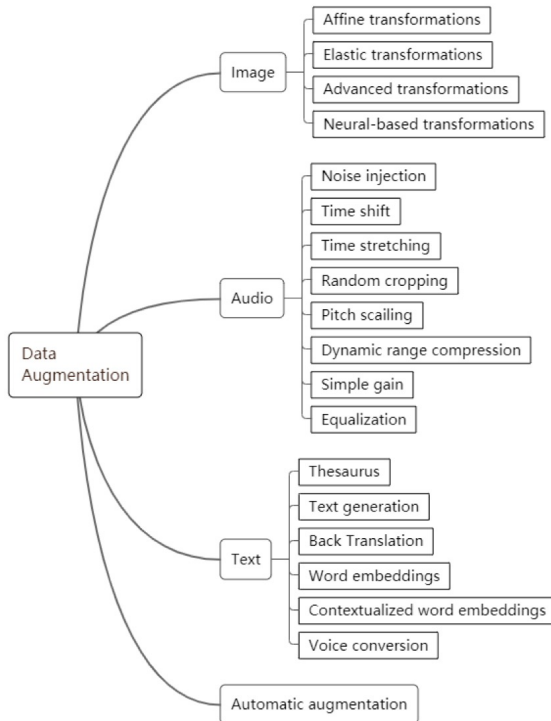 Data
Augmentation
Image
Affine transformations
Elastic transformations
Advanced transformations
Neural-based transformations
Audio
Noise injection
Time shift
Time stretching
Random cropping
Pitch scailing
Dynamic range compression
Simple gain
Equalization
Text
Thesaurus
Text generation
Back Translation
Word embeddings
Contextualized word embeddings
Voice conversion
Automatic augmentation